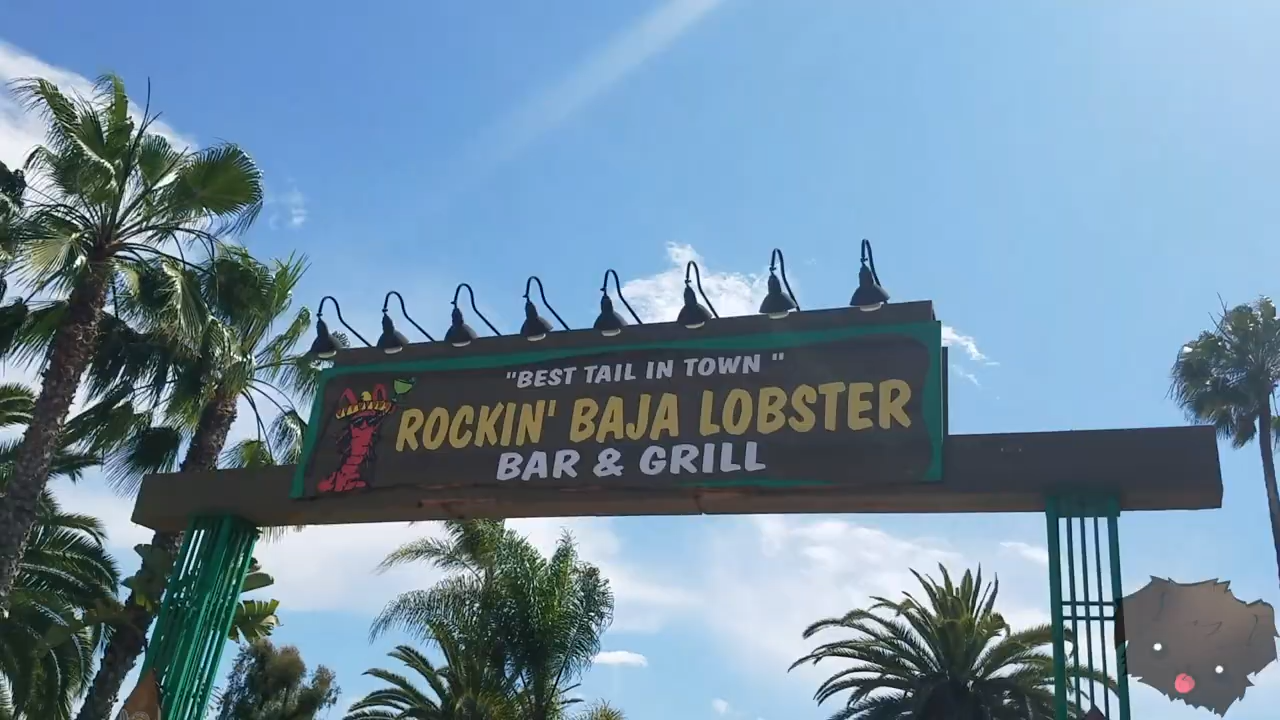 "BEST TAIL IN TOWN "
ROCKIN' BAJA LOBSTER
BAR & GRILL